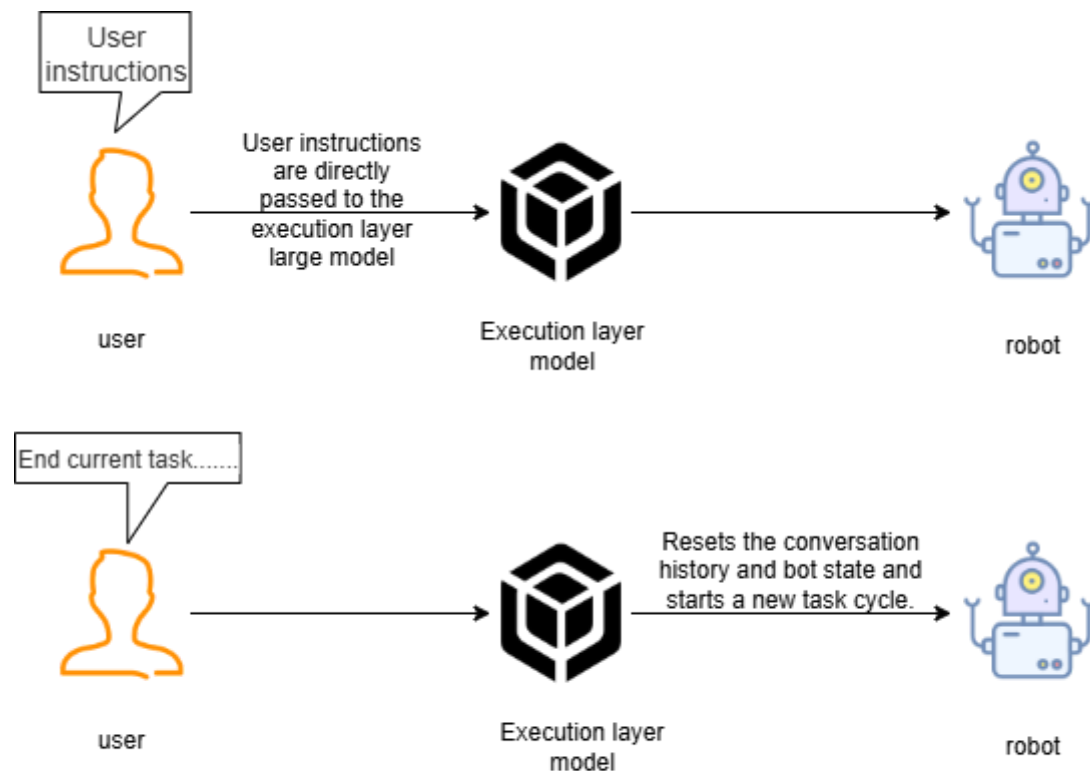 User
instructions
User instructions
are directly
passed to the
execution layer
large model
user
Execution layer
model
robot
End current task.......
Resets the conversation
history and bot state and
starts a new task cycle.
user
Execution layer
model
robot